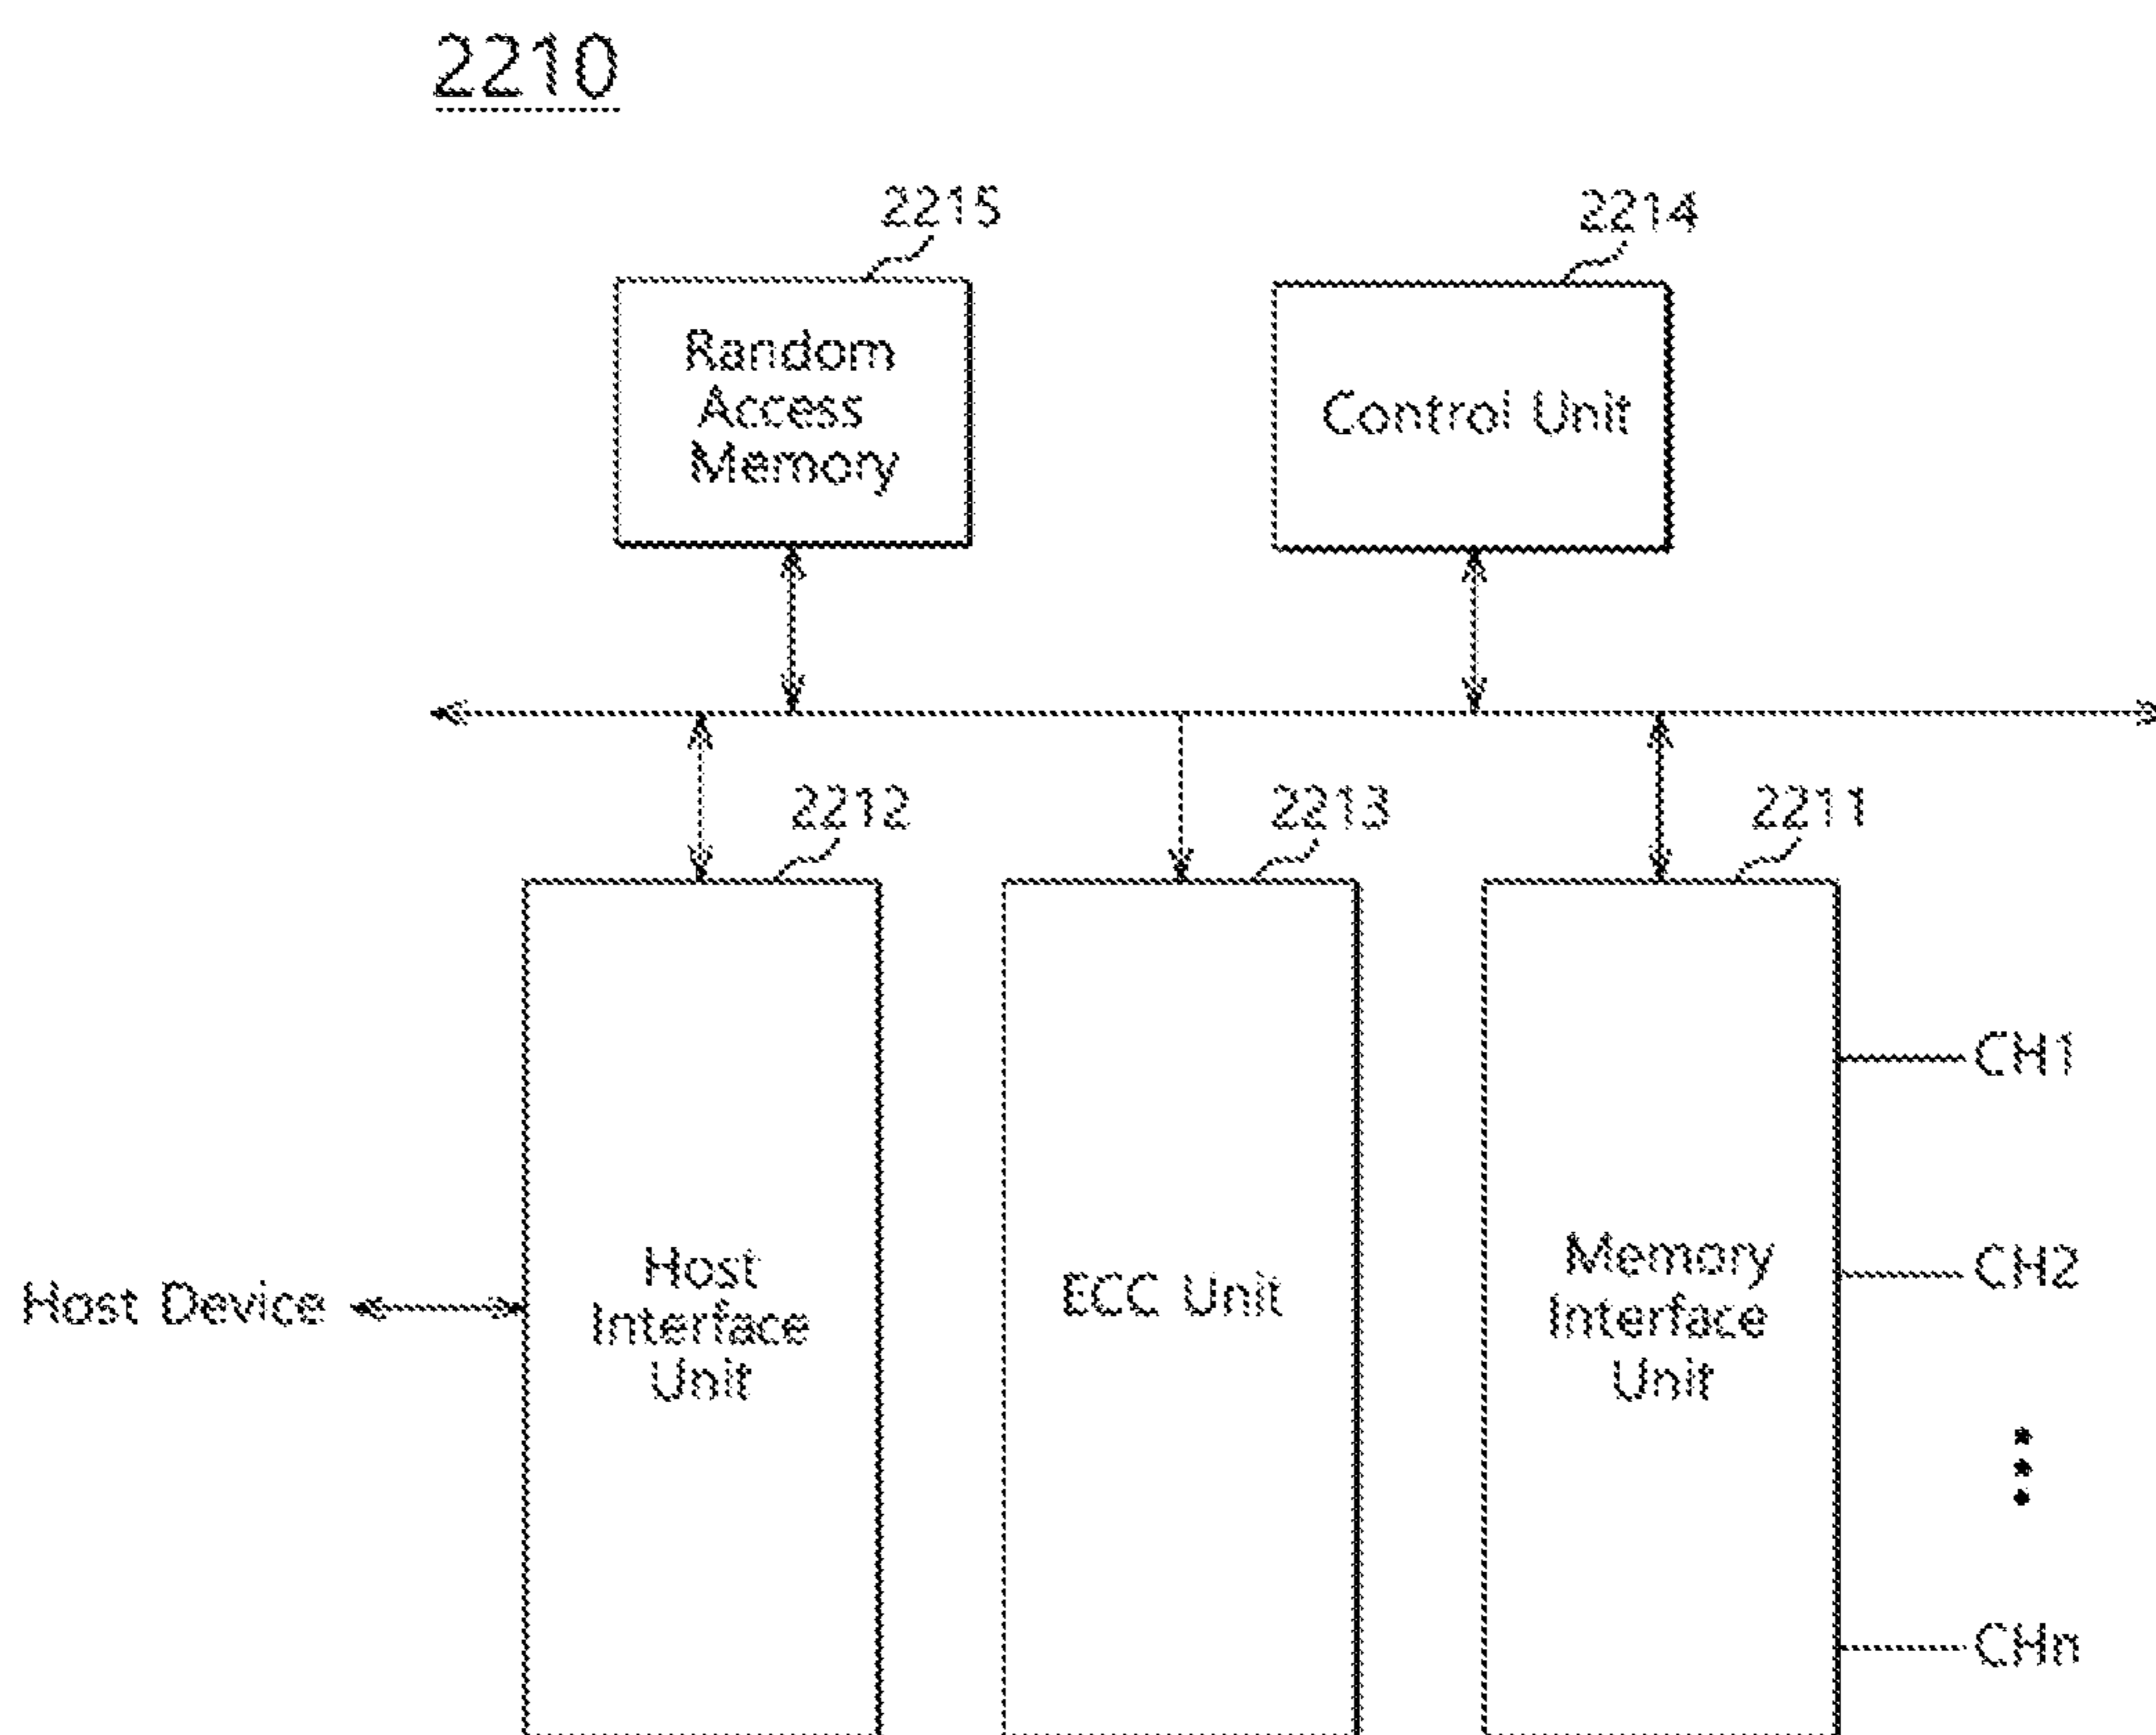 2210
2215
2214
Random
Access
Memory
Control Unit
2212
2213
2211
CH1
CH2
Host Device
Host
Interface
Unit
ECC Unit
Memory
Interface
Unit
CHn